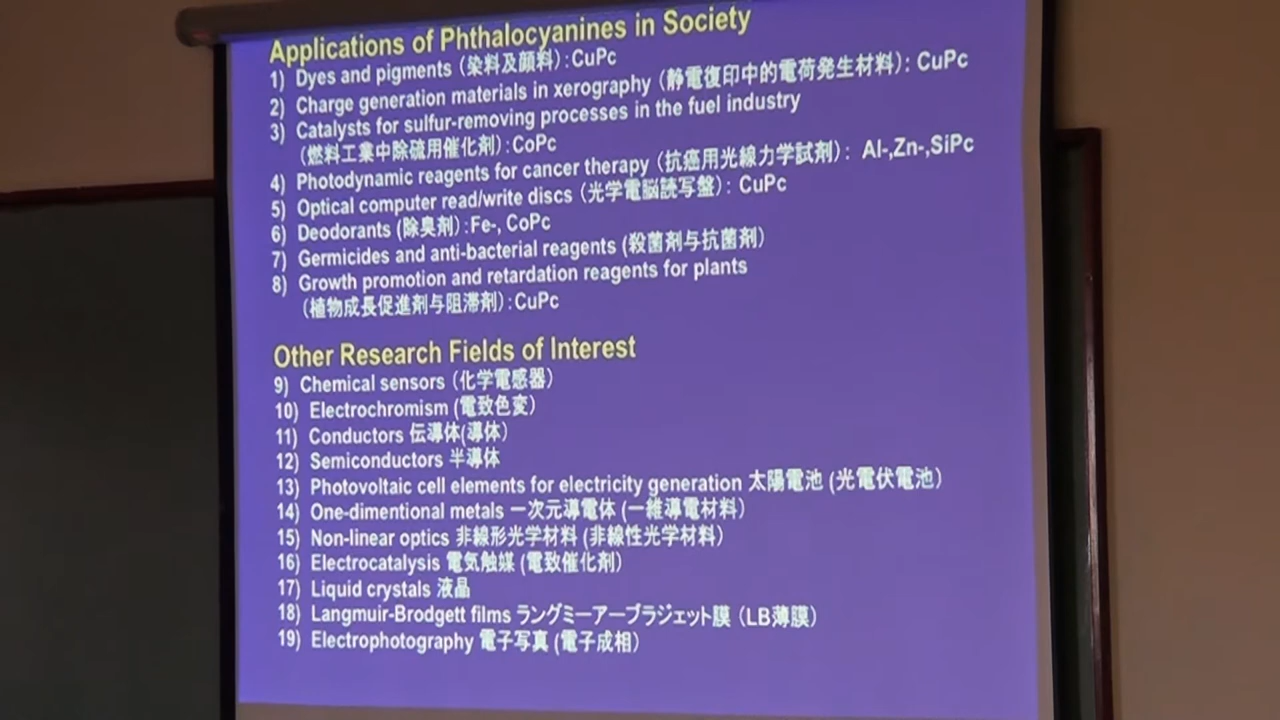 Applications of Phthalocyanines in Society
1) Dyes and pigments (染料及顔料): CuPc
2) Charge generation materials in xerography (静電復印中的電荷発生材料): CuPc
3) Catalysts for sulfur-removing processes in the fuel industry
(燃料工業中除硫用催化剤): CoPc
4) Photodynamic reagents for cancer therapy (抗癌用光線力学試剤): Al-,Zn-,SiPc
5) Optical computer read/write discs (光学電脳読写盤): CuPc
6) Deodorants (除臭剤):Fe-, CoPc
7) Germicides and anti-bacterial reagents (殺菌剤与抗菌剤)
8) Growth promotion and retardation reagents for plants
(植物成長促進剤与阻滞剤): CuPc
Other Research Fields of Interest
9) Chemical sensors (化学電感器)
10) Electrochromism (電致色変)
11) Conductors 伝導体(導体)
12) Semiconductors 半導体
13) Photovoltaic cell elements for electricity generation 太陽電池 (光電伏電池)
14) One-dimentional metals 一次元導電体 (一維導電材料)
15) Non-linear optics 非線形光学材料 (非線性光学材料)
16) Electrocatalysis 電気触媒 (電致催化剤)
17) Liquid crystals 液晶
18) Langmuir-Brodgett films ラングミーアーブラジェット膜 (LB薄膜)
19) Electrophotography 電子写真 (電子成相)